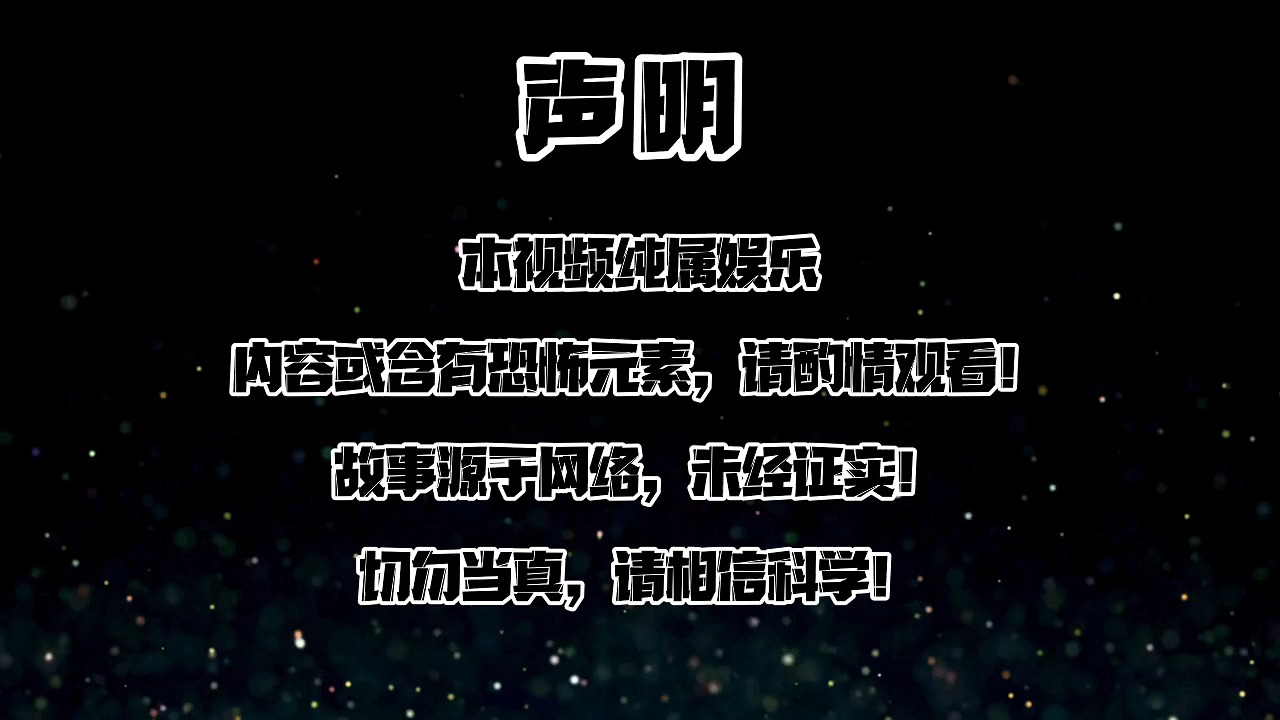 声明
本视频纯属娱乐
内容或含有恐怖元素，请酌情观看！
故事源于网络，未经证实！
切勿当真，请相信科学！